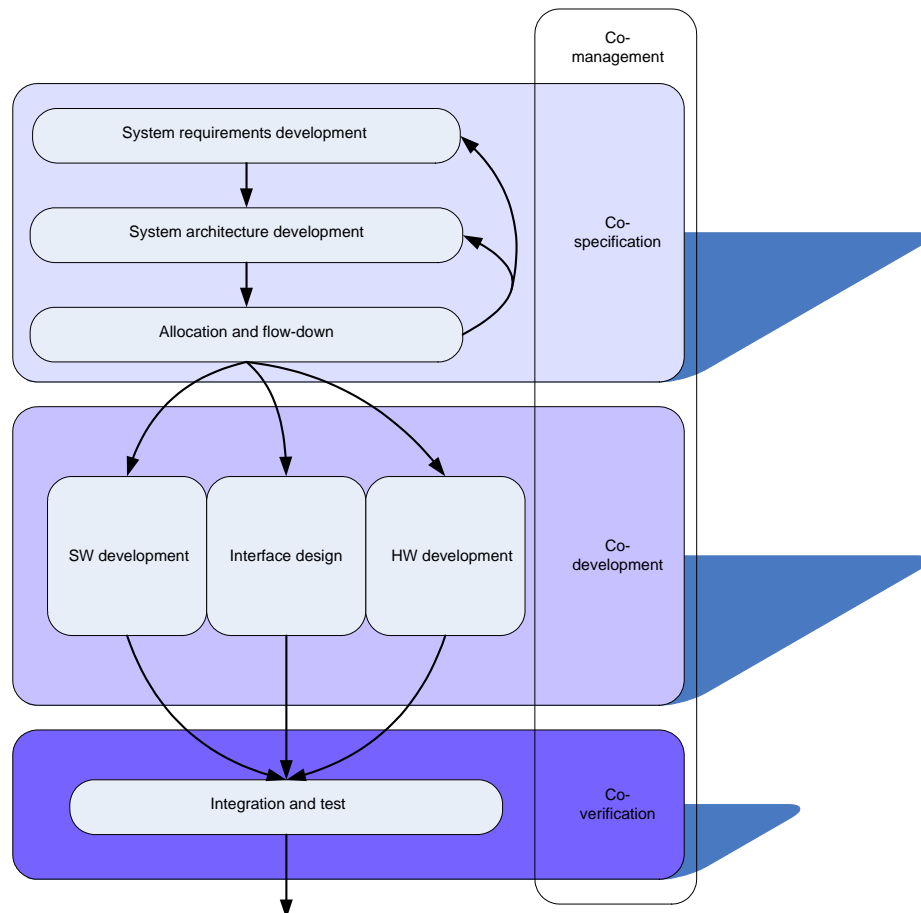 Co-
management
System requirements development
System architecture development
Co-
specification
Allocation and flow-down
SW development
Interface design
HW development
Co-
development
Integration and test
Co-
verification